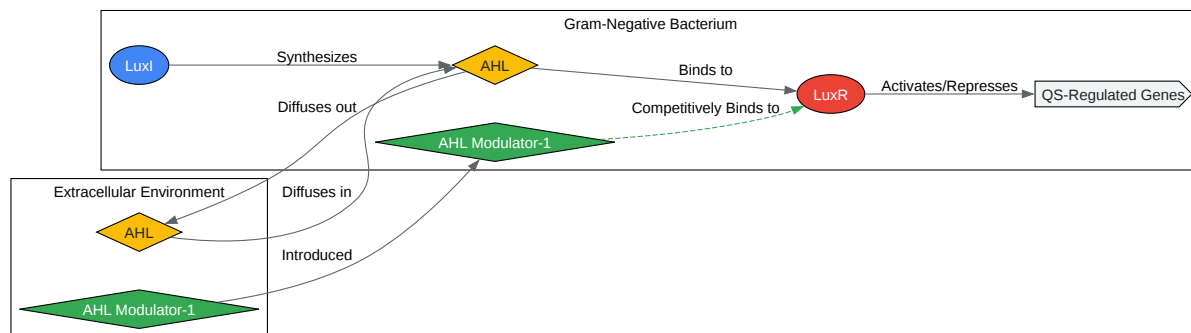 Gram-Negative Bacterium
LuxI
Synthesizes
AHL
Binds to
LuxR
Activates/Represses
QS-Regulated Genes
Diffuses out
Competitively Binds to
AHL Modulator-1
Extracellular Environment
Diffuses in
AHL
Introduced
AHL Modulator-1